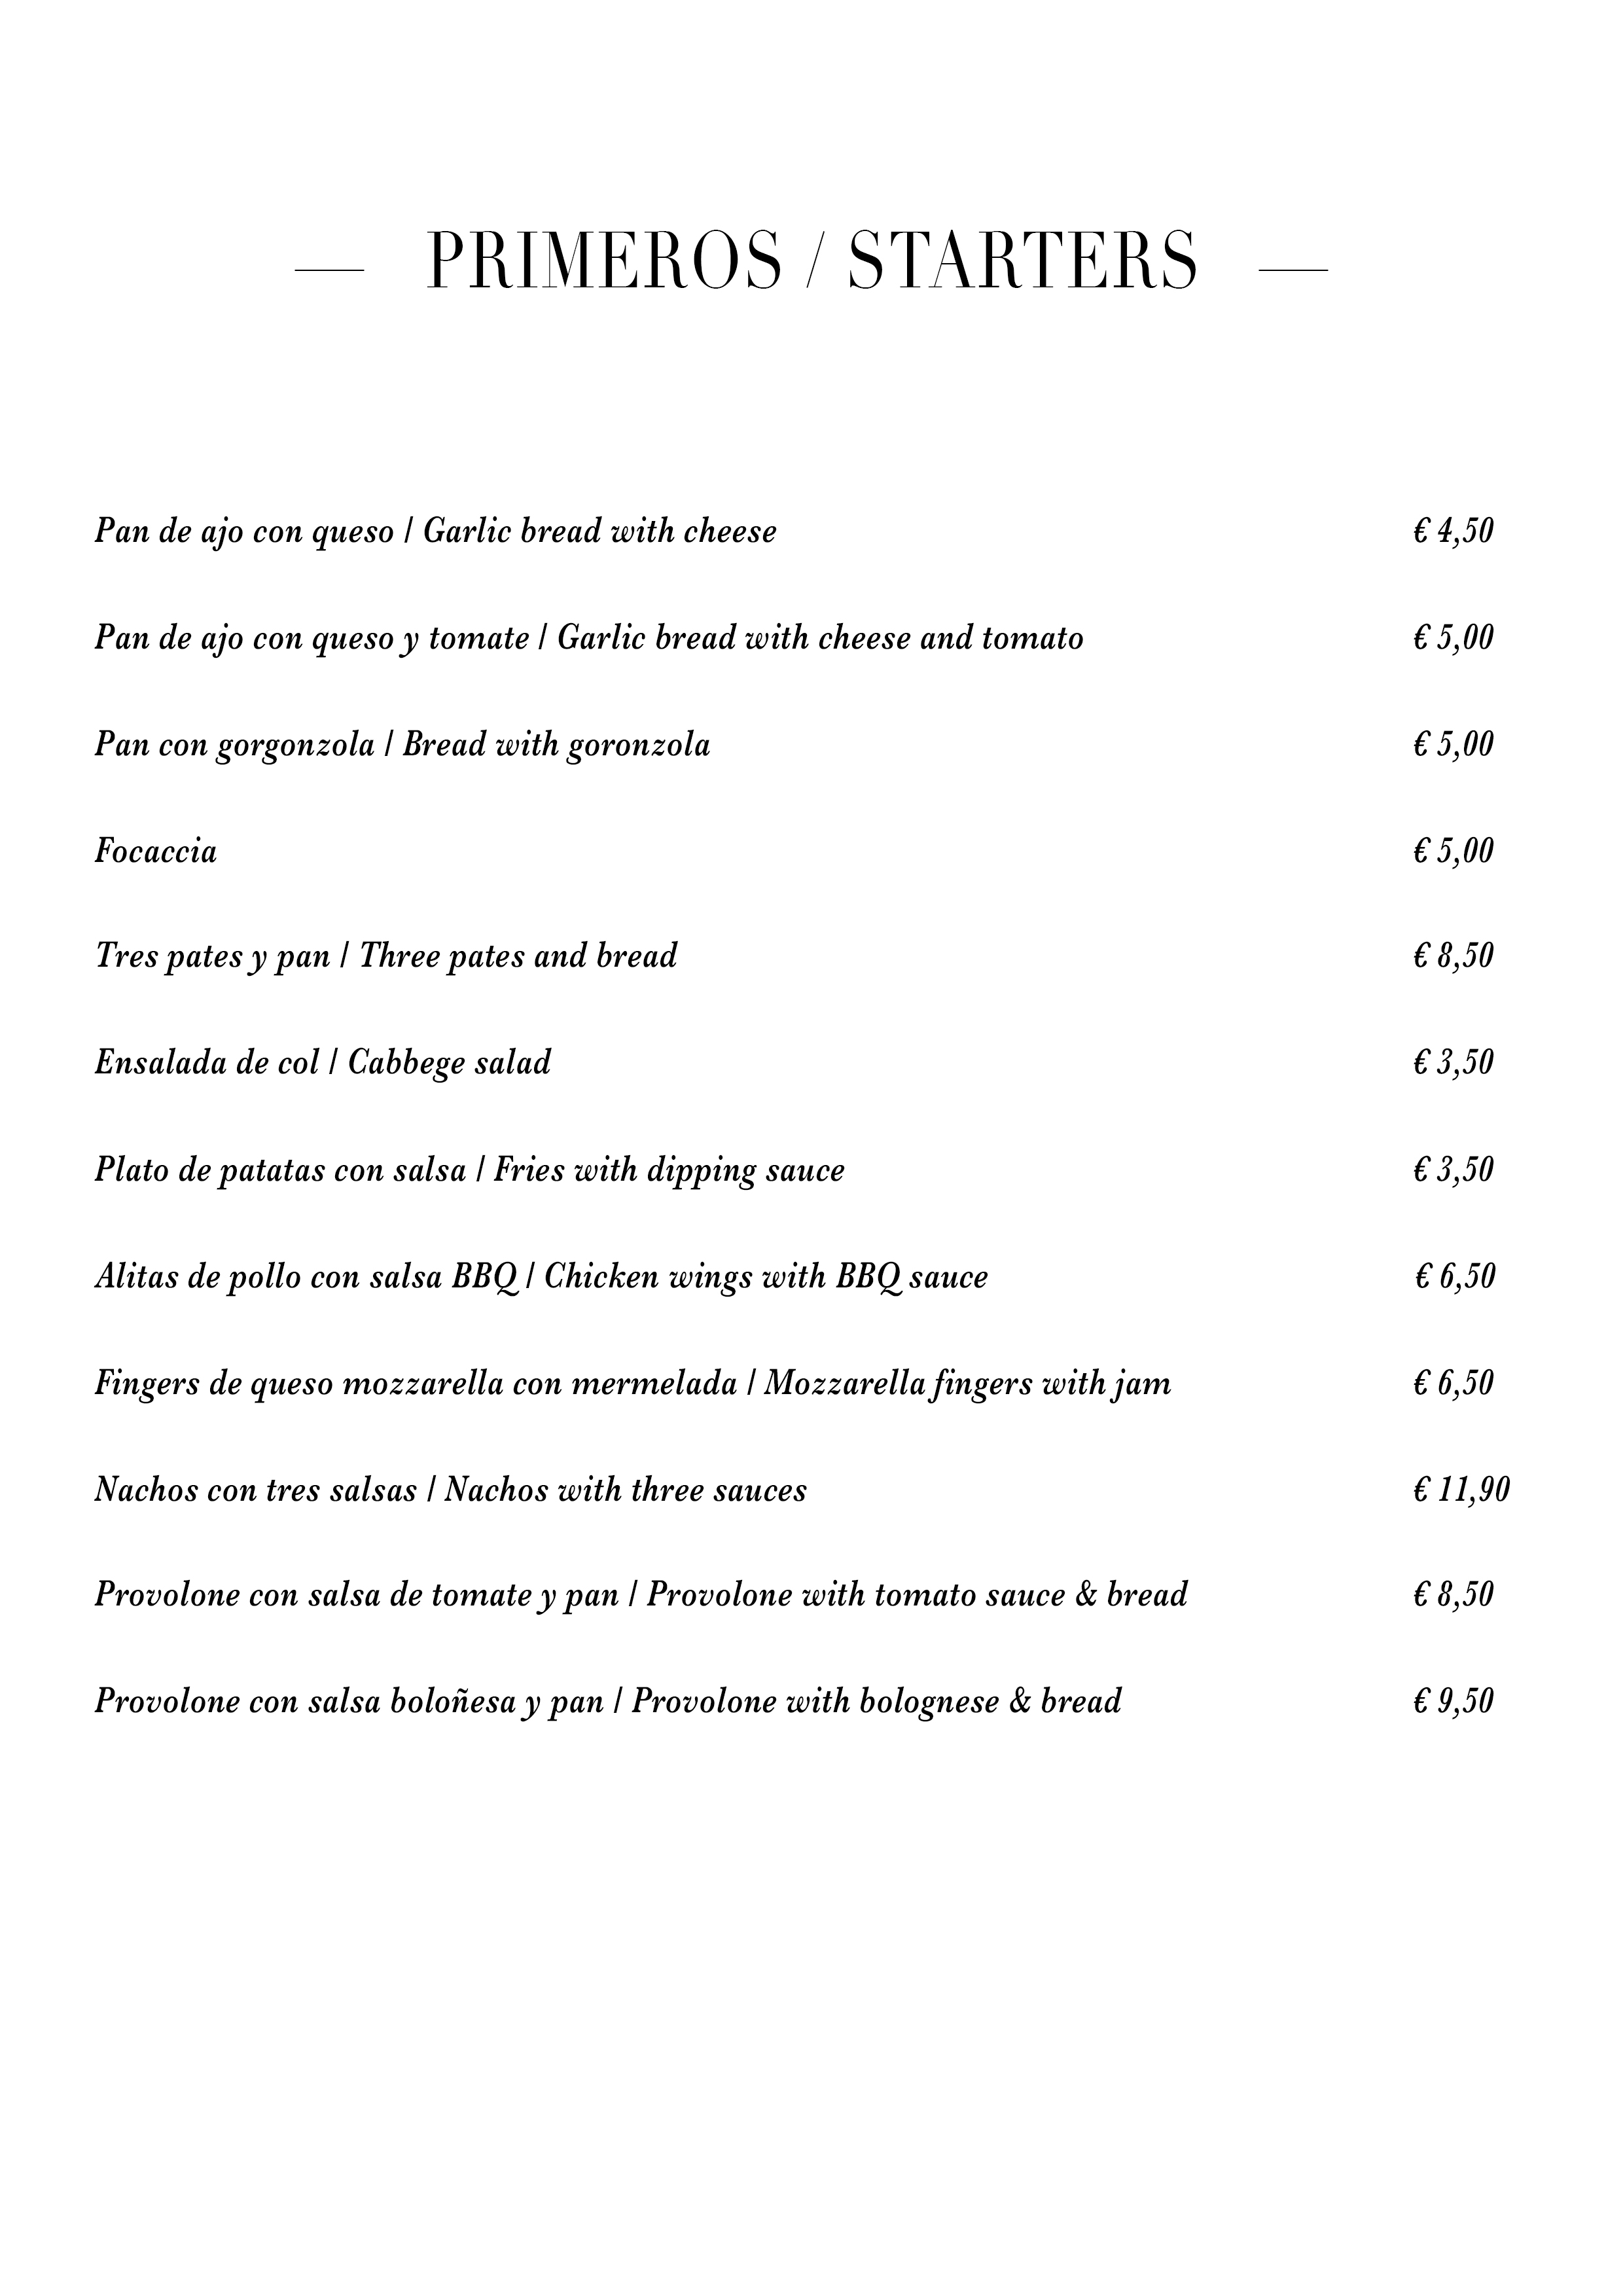 PRIMEROS / STARTERS
Pan de ajo con queso / Garlic bread with cheese € 4,50
Pan de ajo con queso y tomate / Garlic bread with cheese and tomato € 5,00
Pan con gorgonzola / Bread with goronzola € 5,00
Focaccia € 5,00
Tres pates y pan / Three pates and bread € 8,50
Ensalada de col / Cabbege salad € 3,50
Plato de patatas con salsa / Fries with dipping sauce € 3,50
Alitas de pollo con salsa BBQ / Chicken wings with BBQ sauce € 6,50
Fingers de queso mozzarella con mermelada / Mozzarella fingers with jam € 6,50
Nachos con tres salsas / Nachos with three sauces € 11,90
Provolone con salsa de tomate y pan / Provolone with tomato sauce & bread € 8,50
Provolone con salsa boloñesa y pan / Provolone with bolognese & bread € 9,50